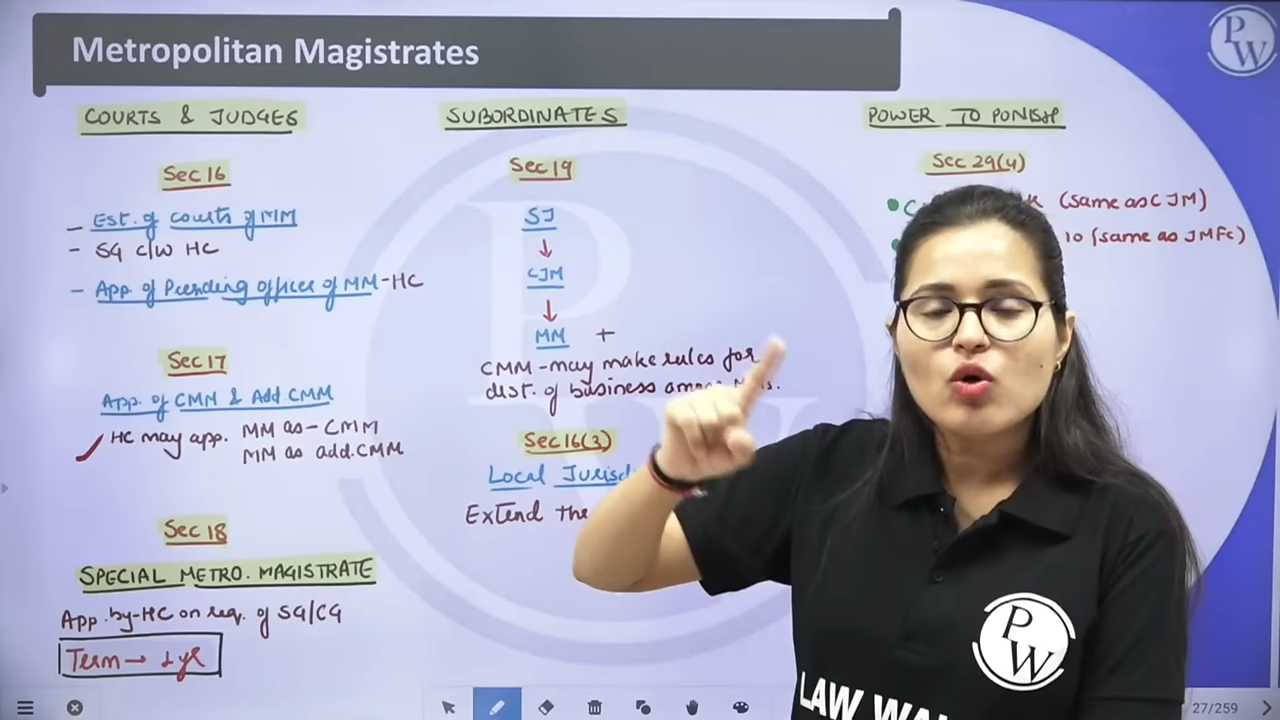 Metropolitan Magistrates
PW
COURTS & JUDGES
Sec 16
- Est. of courts of MM
- SG c/w HC
- App. of Presiding officer of MM-HC
Sec 17
App. of CMM & Add CMM
HC may app. MM as - CMM
MM as add. CMM
Sec 18
SPECIAL METRO. MAGISTRATE
App. by-HC on req. of SG/CG
Term → 1 yr
SUBORDINATES
Sec 19
SJ
↓
CJM
↓
MM +
CMM - may make rules for
dist. of business among
Sec 16(3)
Local
Extend the
POWER TO PUNISH
Sec 29(4)
(same as CJM)
10 (same as JMFC)
PW
LAW
27/259